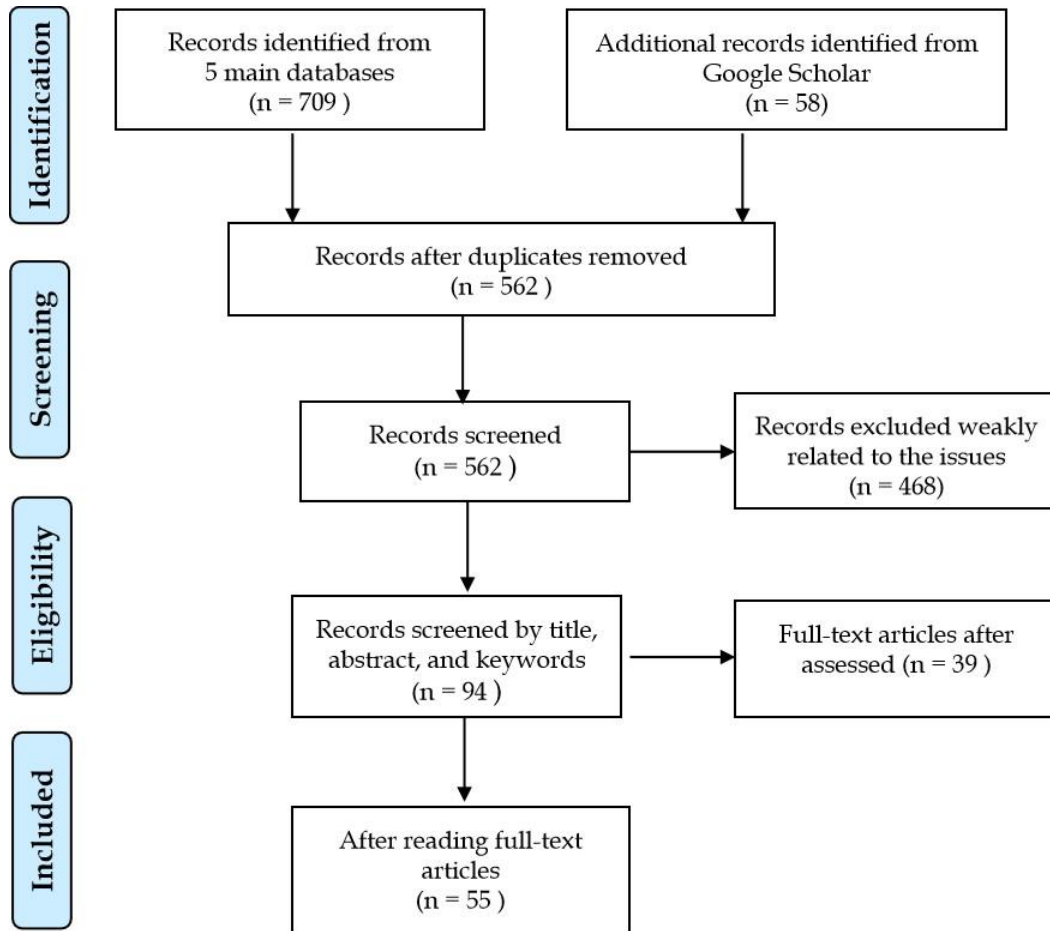 Identification
Records identified from
5 main databases
(n = 709 )
Additional records identified from
Google Scholar
(n = 58)
Records after duplicates removed
(n = 562 )
Screening
Records screened
(n = 562 )
Records excluded weakly
related to the issues
(n = 468)
Eligibility
Records screened by title,
abstract, and keywords
(n = 94 )
Full-text articles after
assessed (n = 39 )
Included
After reading full-text
articles
(n = 55 )